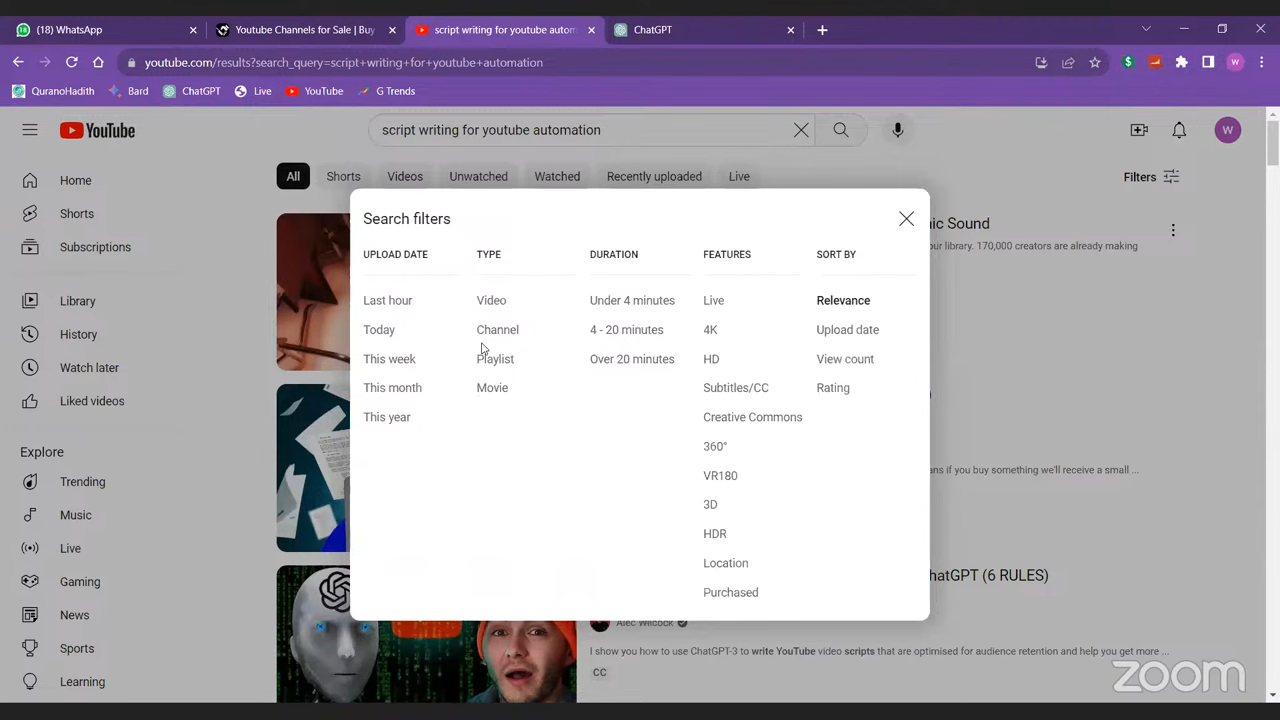 (18) WhatsApp
Youtube Channels for Sale | Buy
script writing for youtube autom
ChatGPT
youtube.com/results?search_query=script+writing+for+youtube+automation
QuranoHadith
Bard
ChatGPT
Live
YouTube
G Trends
W
YouTube
script writing for youtube automation
W
All
Shorts
Videos
Unwatched
Watched
Recently uploaded
Live
Filters
Home
Shorts
Subscriptions
Library
History
Watch later
Liked videos
Explore
Trending
Music
Live
Gaming
News
Sports
Learning
Search filters
UPLOAD DATE
Last hour
Today
This week
This month
This year
TYPE
Video
Channel
Playlist
Movie
DURATION
Under 4 minutes
4 - 20 minutes
Over 20 minutes
FEATURES
Live
4K
HD
Subtitles/CC
Creative Commons
360°
VR180
3D
HDR
Location
Purchased
SORT BY
Relevance
Upload date
View count
Rating
nic Sound
our library. 170,000 creators are already making
ans if you buy something we'll receive a small ...
hatGPT (6 RULES)
Alec Wilcock
I show you how to use ChatGPT-3 to write YouTube video scripts that are optimised for audience retention and help you get more ...
CC
zoom